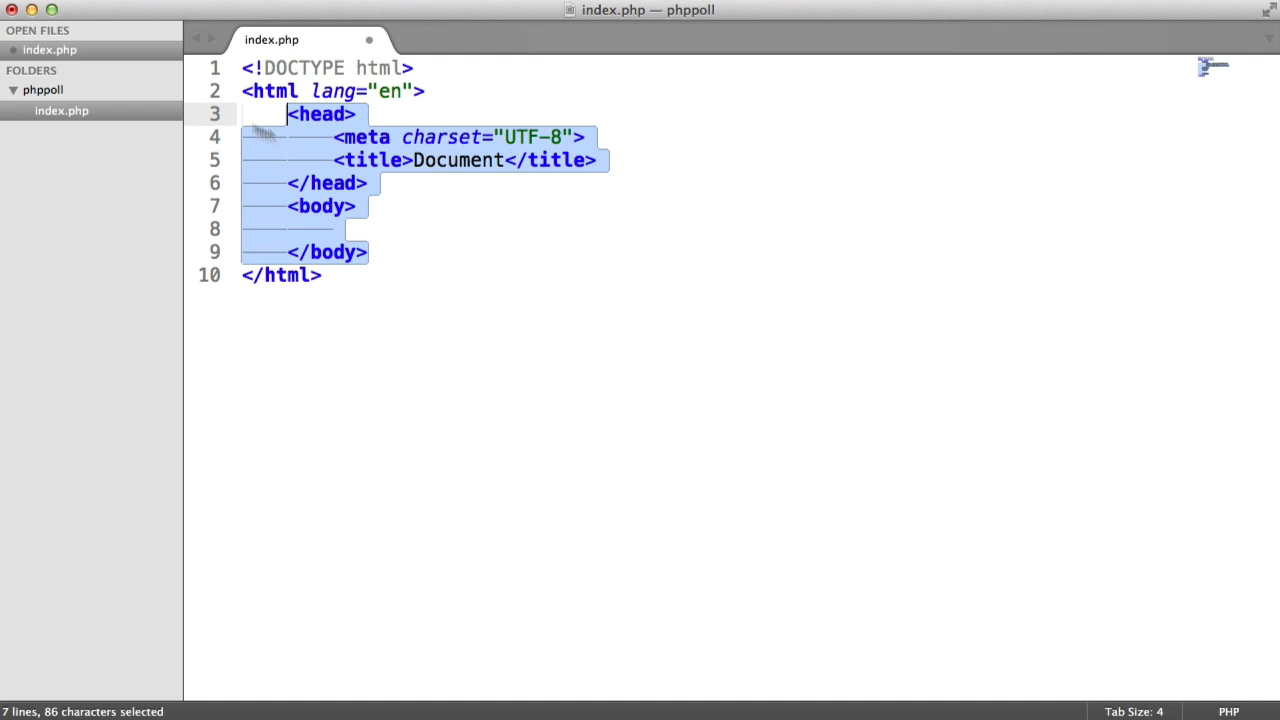 index.php — phppoll
OPEN FILES
index.php
FOLDERS
phppoll
index.php
index.php
1 <!DOCTYPE html>
2 <html lang="en">
3 <head>
4 <meta charset="UTF-8">
5 <title>Document</title>
6 </head>
7 <body>
8
9 </body>
10 </html>
7 lines, 86 characters selected
Tab Size: 4
PHP